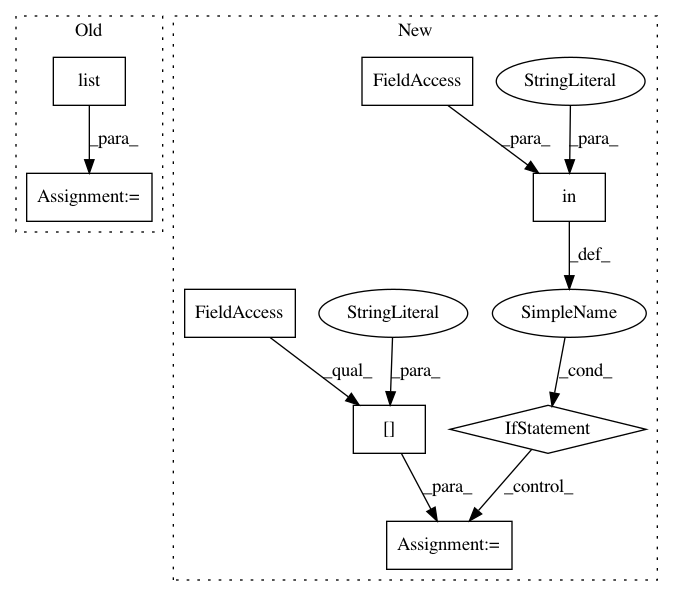 Old
New
list
FieldAccess
StringLiteral
_para_
_para_
_para_
Assignment:=
in
_def_
FieldAccess
StringLiteral
SimpleName
_qual_
_para_
_cond_
[]
IfStatement
_para_
_control_
Assignment:=